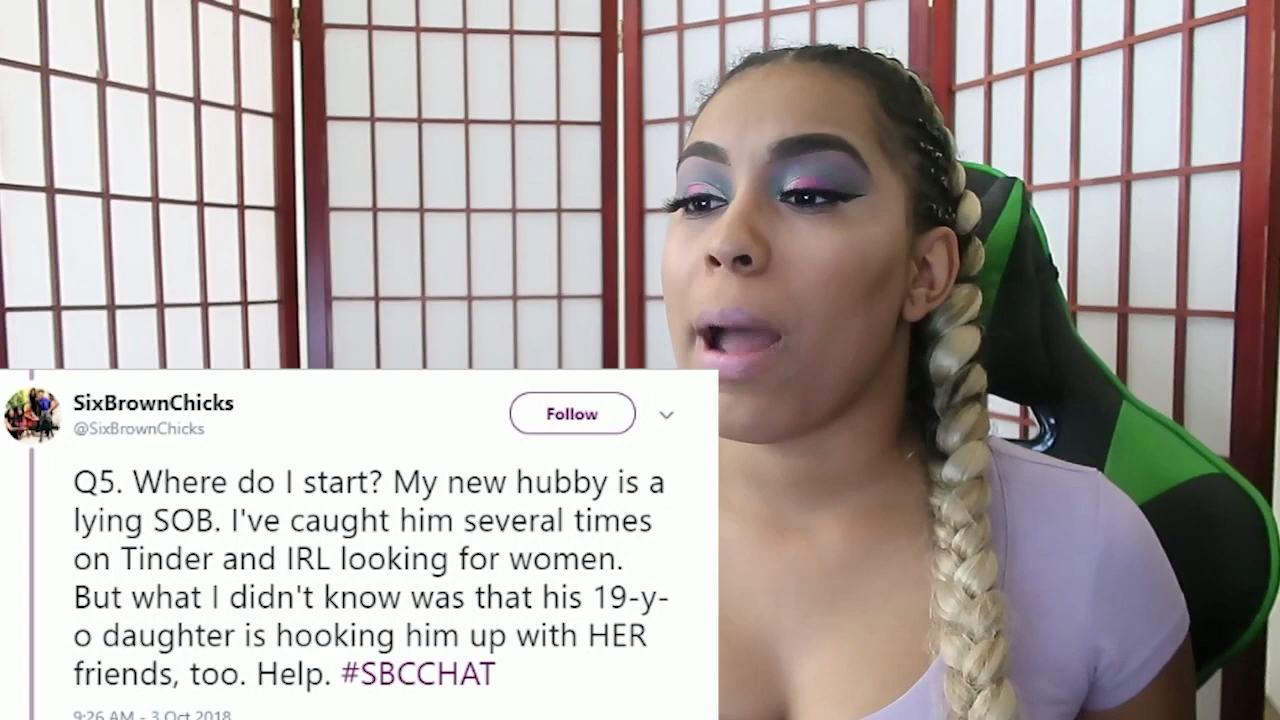 SixBrownChicks
@SixBrownChicks
Follow
Q5. Where do I start? My new hubby is a
lying SOB. I've caught him several times
on Tinder and IRL looking for women.
But what I didn't know was that his 19-y-
o daughter is hooking him up with HER
friends, too. Help. #SBCCHAT
9:26 AM - 3 Oct 2018